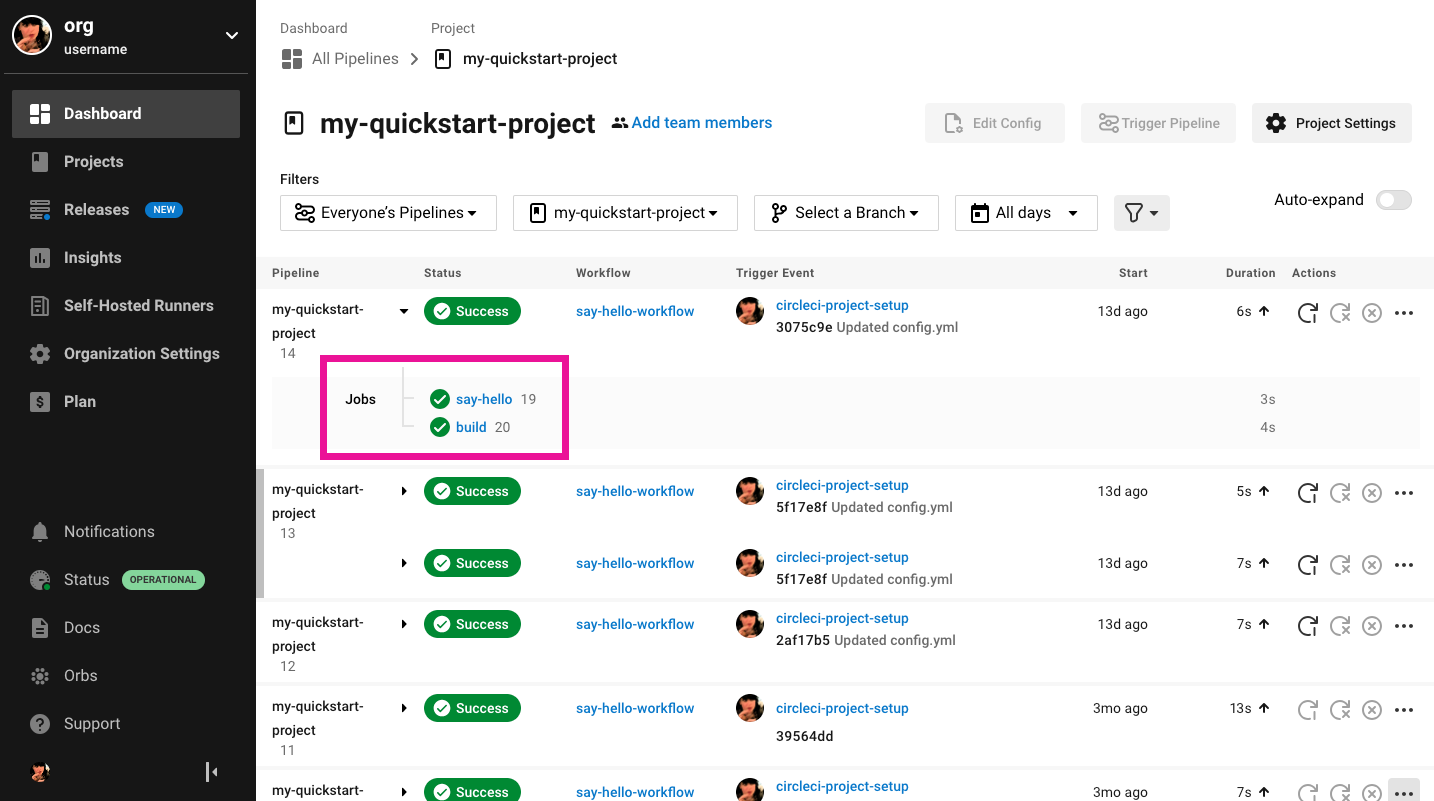 org
username
Dashboard
Projects
Releases NEW
Insights
Self-Hosted Runners
Organization Settings
Plan
Notifications
Status OPERATIONAL
Docs
Orbs
Support
Dashboard Project
All Pipelines my-quickstart-project
my-quickstart-project Add team members Edit Config Trigger Pipeline Project Settings
Filters
Everyone’s Pipelines my-quickstart-project Select a Branch All days Auto-expand
Pipeline Status Workflow Trigger Event Start Duration Actions
my-quickstart- Success say-hello-workflow circleci-project-setup 13d ago 6s
project 3075c9e Updated config.yml
14
Jobs say-hello 19 3s
build 20 4s
my-quickstart- Success say-hello-workflow circleci-project-setup 13d ago 5s
project 5f17e8f Updated config.yml
13
Success say-hello-workflow circleci-project-setup 13d ago 7s
5f17e8f Updated config.yml
my-quickstart- Success say-hello-workflow circleci-project-setup 13d ago 7s
project 2af17b5 Updated config.yml
12
my-quickstart- Success say-hello-workflow circleci-project-setup 3mo ago 13s
project 39564dd
11
my-quickstart- Success say-hello-workflow circleci-project-setup 3mo ago 7s